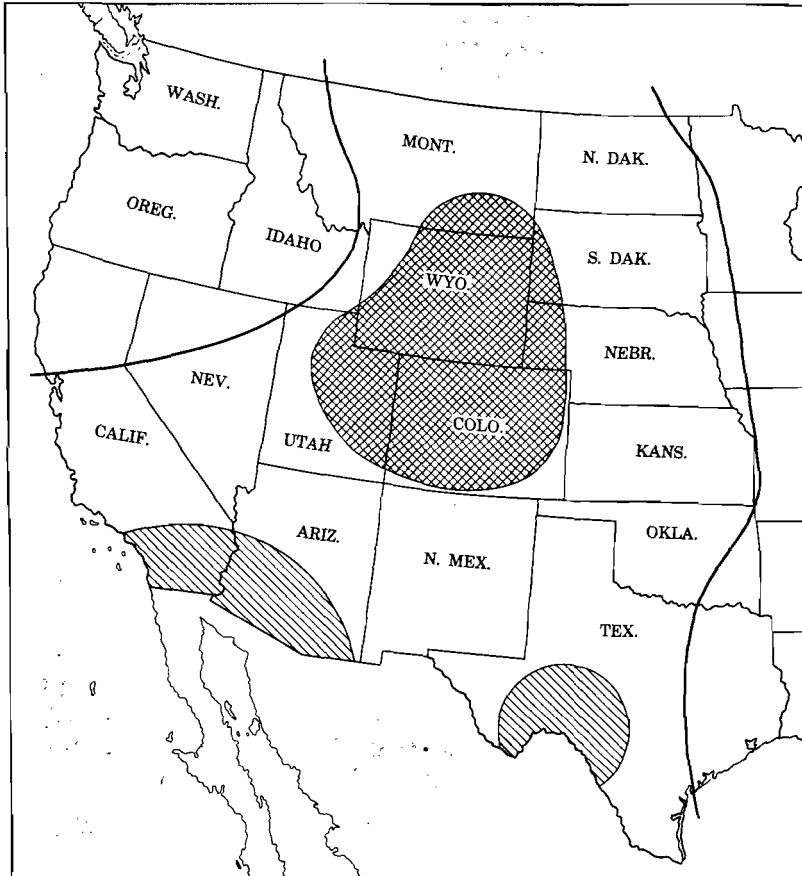 WASH.
MONT.
N. DAK.
OREG.
IDAHO
S. DAK.
WYO.
NEBR.
NEV.
COLO.
CALIF.
UTAH
KANS.
ARIZ.
OKLA.
N. MEX.
TEX.